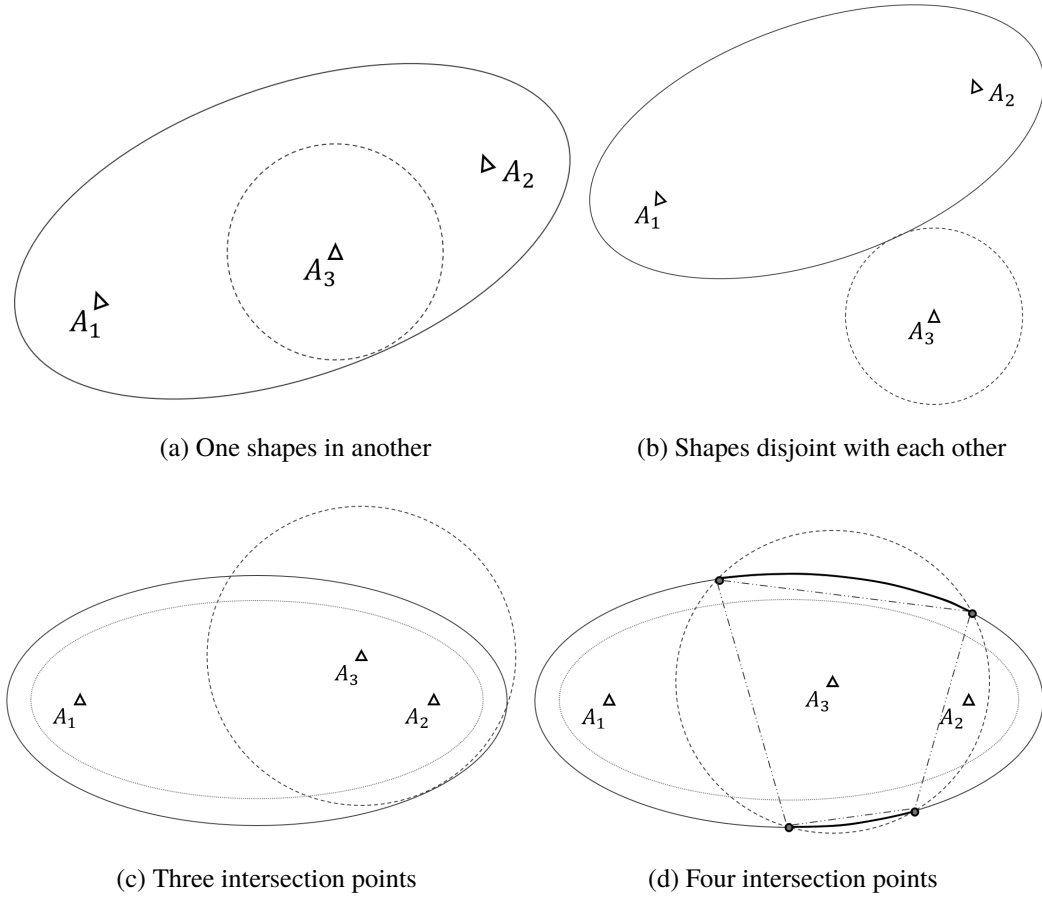 A₂
A₂
A₃
A₁
A₁
A₃
(a) One shapes in another
(b) Shapes disjoint with each other
A₃
A₁
A₂
A₃
A₁
A₂
(c) Three intersection points
(d) Four intersection points